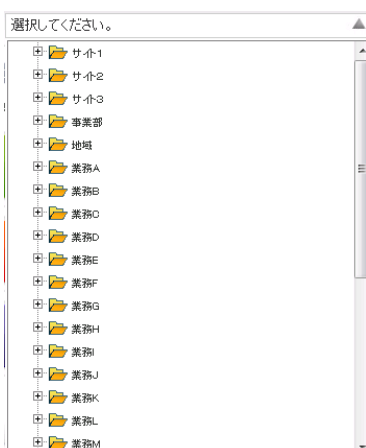 選択してください。
サイト1
サイト2
サイト3
事業部
地域
業務A
業務B
業務C
業務D
業務E
業務F
業務G
業務H
業務I
業務J
業務K
業務L
業務M